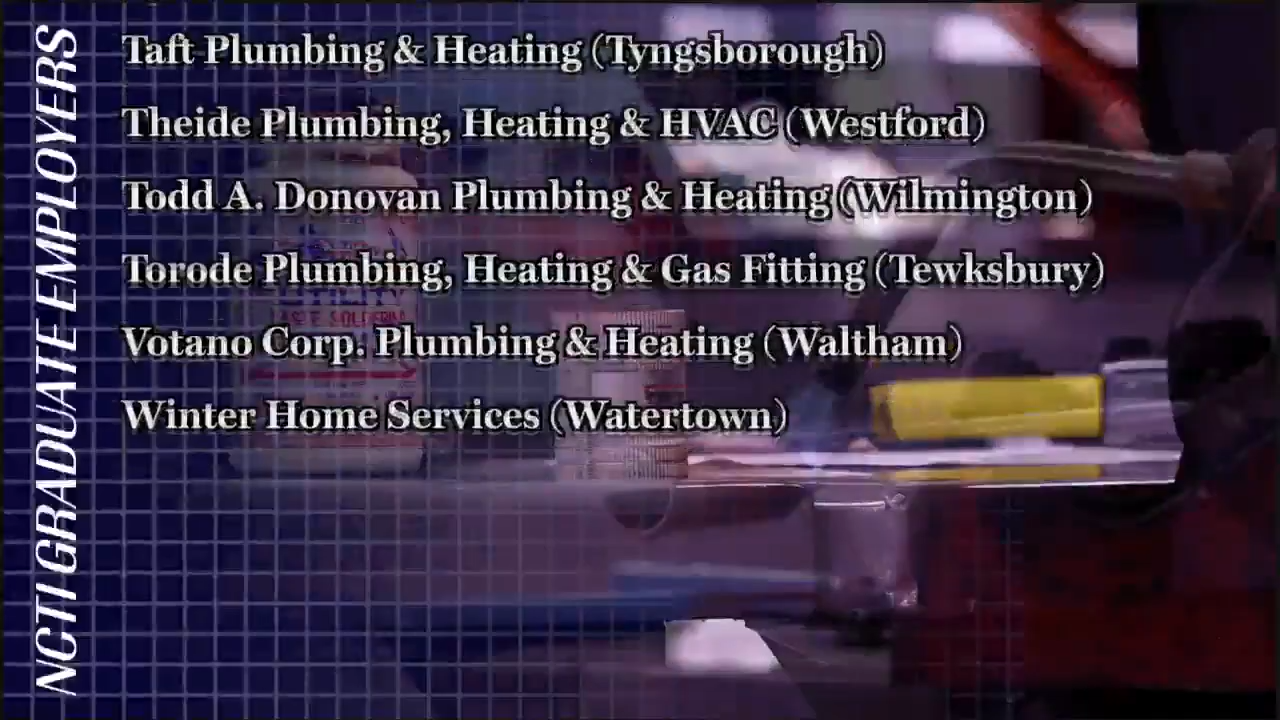 NCTI GRADUATE EMPLOYERS
Taft Plumbing & Heating (Tyngsborough)
Theide Plumbing, Heating & HVAC (Westford)
Todd A. Donovan Plumbing & Heating (Wilmington)
Torode Plumbing, Heating & Gas Fitting (Tewksbury)
Votano Corp. Plumbing & Heating (Waltham)
Winter Home Services (Watertown)